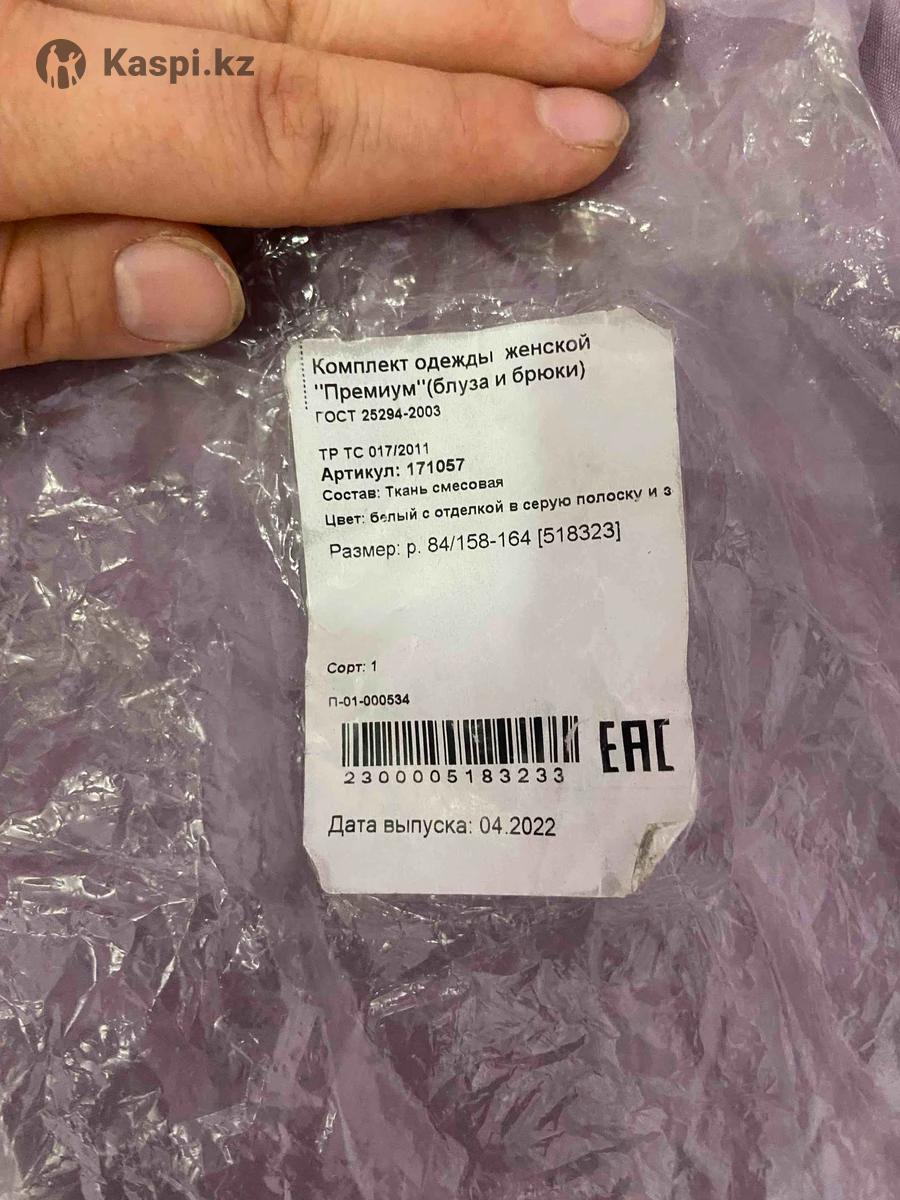 Kaspi.kz
Комплект одежды женской
"Премиум"(блуза и брюки)
ГОСТ 25294-2003
ТР ТС 017/2011
Артикул: 171057
Состав: Ткань смесовая
Цвет: белый с отделкой в серую полоску и з
Размер: р. 84/158-164 [518323]
Сорт: 1
П-01-000534
2300005183233
ЕАС
Дата выпуска: 04.2022